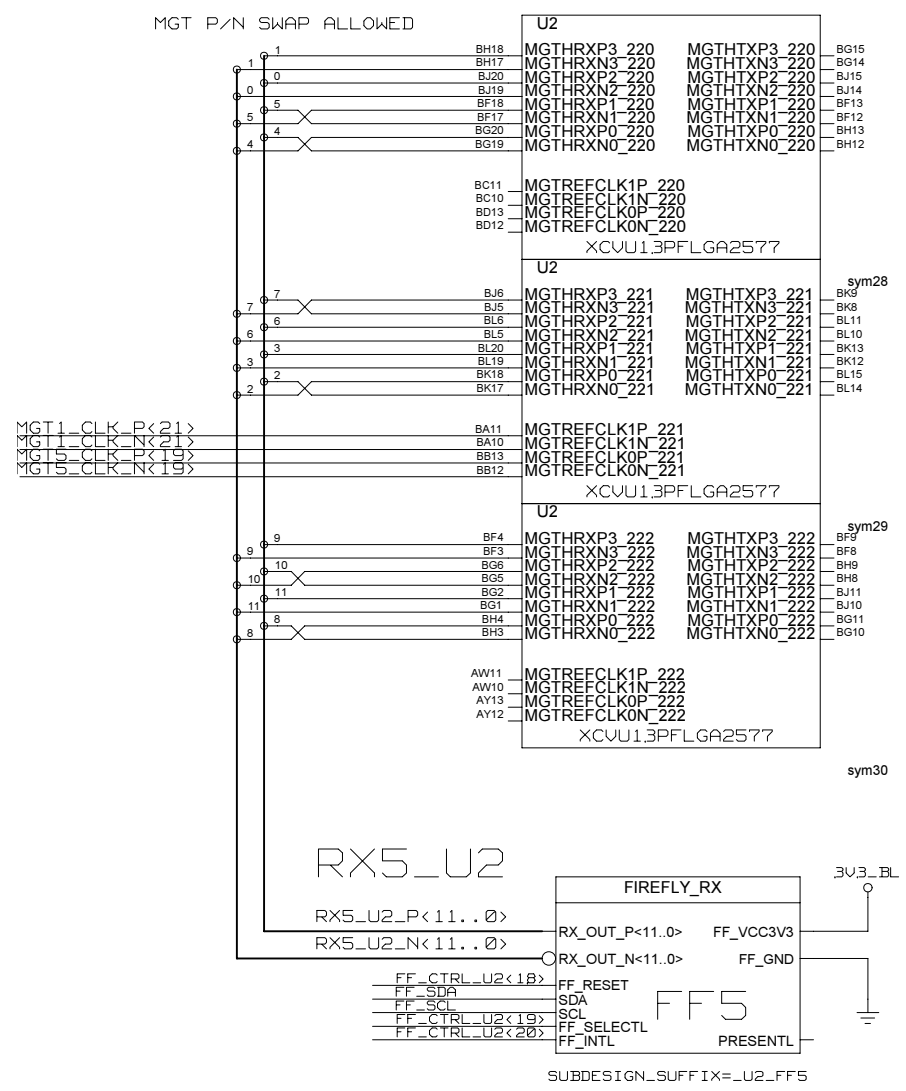 MGT P/N SWAP ALLOWED
U2
1 BH18 MGTHRXP3_220 MGTHTXP3_220 BG15
1 BH17 MGTHRXN3_220 MGTHTXN3_220 BG14
0 BJ20 MGTHRXP2_220 MGTHTXP2_220 BJ15
0 BJ19 MGTHRXN2_220 MGTHTXN2_220 BJ14
5 BF18 MGTHRXP1_220 MGTHTXP1_220 BF13
5 BF17 MGTHRXN1_220 MGTHTXN1_220 BF12
4 BG20 MGTHRXP0_220 MGTHTXP0_220 BH13
4 BG19 MGTHRXN0_220 MGTHTXN0_220 BH12
BC11 MGTREFCLK1P_220
BC10 MGTREFCLK1N_220
BD13 MGTREFCLK0P_220
BD12 MGTREFCLK0N_220
XCVU13PFLGA2577
U2
sym28
7 BJ6 MGTHRXP3_221 MGTHTXP3_221 BK9
7 BJ5 MGTHRXN3_221 MGTHTXN3_221 BK8
6 BL6 MGTHRXP2_221 MGTHTXP2_221 BL11
6 BL5 MGTHRXN2_221 MGTHTXN2_221 BL10
3 BL20 MGTHRXP1_221 MGTHTXP1_221 BK13
3 BL19 MGTHRXN1_221 MGTHTXN1_221 BK12
2 BK18 MGTHRXP0_221 MGTHTXP0_221 BL15
2 BK17 MGTHRXN0_221 MGTHTXN0_221 BL14
MGT1_CLK_P<21> BA11 MGTREFCLK1P_221
MGT1_CLK_N<21> BA10 MGTREFCLK1N_221
MGT5_CLK_P<19> BB13 MGTREFCLK0P_221
MGT5_CLK_N<19> BB12 MGTREFCLK0N_221
XCVU13PFLGA2577
U2
sym29
9 BF4 MGTHRXP3_222 MGTHTXP3_222 BF9
9 BF3 MGTHRXN3_222 MGTHTXN3_222 BF8
10 BG6 MGTHRXP2_222 MGTHTXP2_222 BH9
10 BG5 MGTHRXN2_222 MGTHTXN2_222 BH8
11 BG2 MGTHRXP1_222 MGTHTXP1_222 BJ11
11 BG1 MGTHRXN1_222 MGTHTXN1_222 BJ10
8 BH4 MGTHRXP0_222 MGTHTXP0_222 BG11
8 BH3 MGTHRXN0_222 MGTHTXN0_222 BG10
AW11 MGTREFCLK1P_222
AW10 MGTREFCLK1N_222
AY13 MGTREFCLK0P_222
AY12 MGTREFCLK0N_222
XCVU13PFLGA2577
sym30
RX5_U2
3V3_BL
FIREFLY_RX
RX5_U2_P<11..0> RX_OUT_P<11..0> FF_VCC3V3
RX5_U2_N<11..0> RX_OUT_N<11..0> FF_GND
FF_CTRL_U2<18> FF_RESET
FF_SDA SDA
FF_SCL SCL
FF5
FF_CTRL_U2<19> FF_SELECTL
FF_CTRL_U2<20> FF_INTL PRESENTL
SUBDESIGN_SUFFIX=_U2_FF5